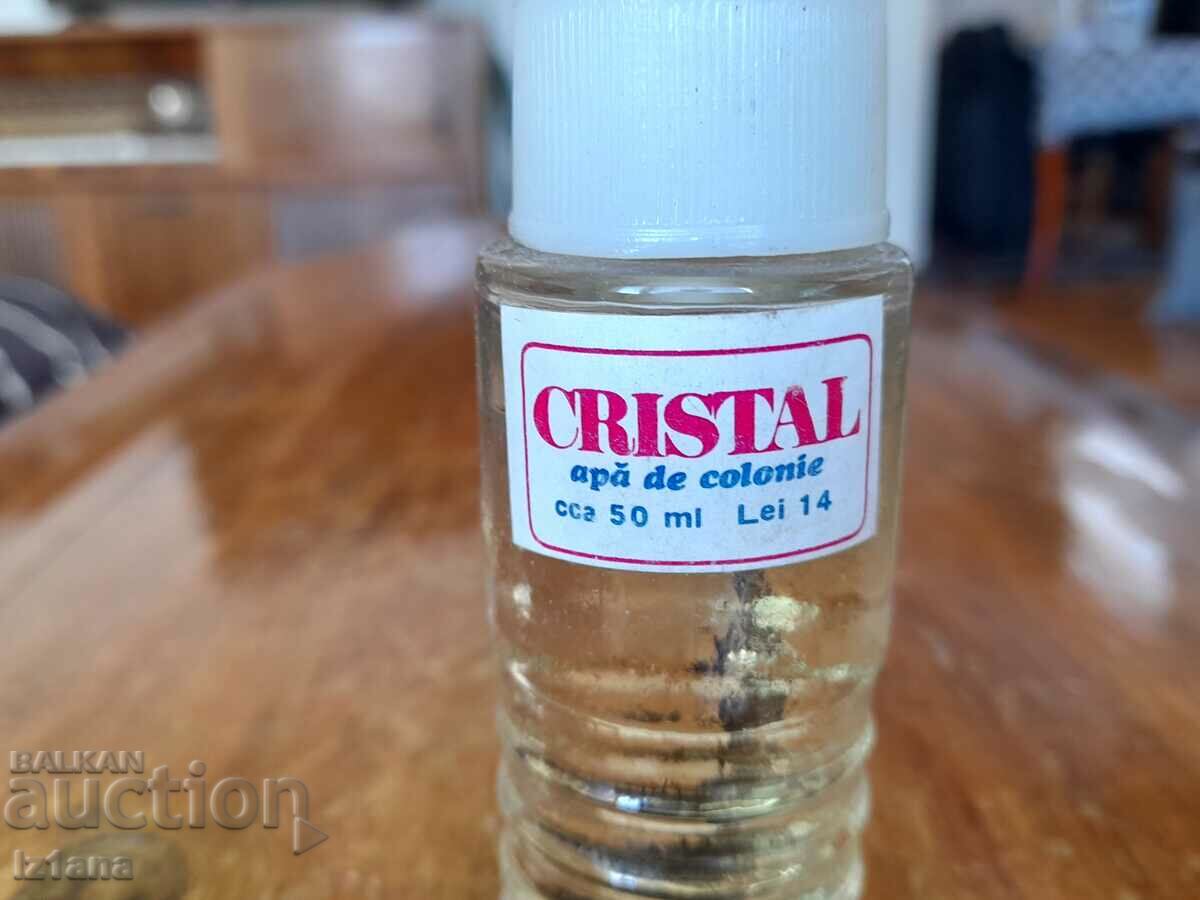 CRISTAL
apă de colonie
cca 50 ml Lei 14
BALKAN
auction
Iz1ana